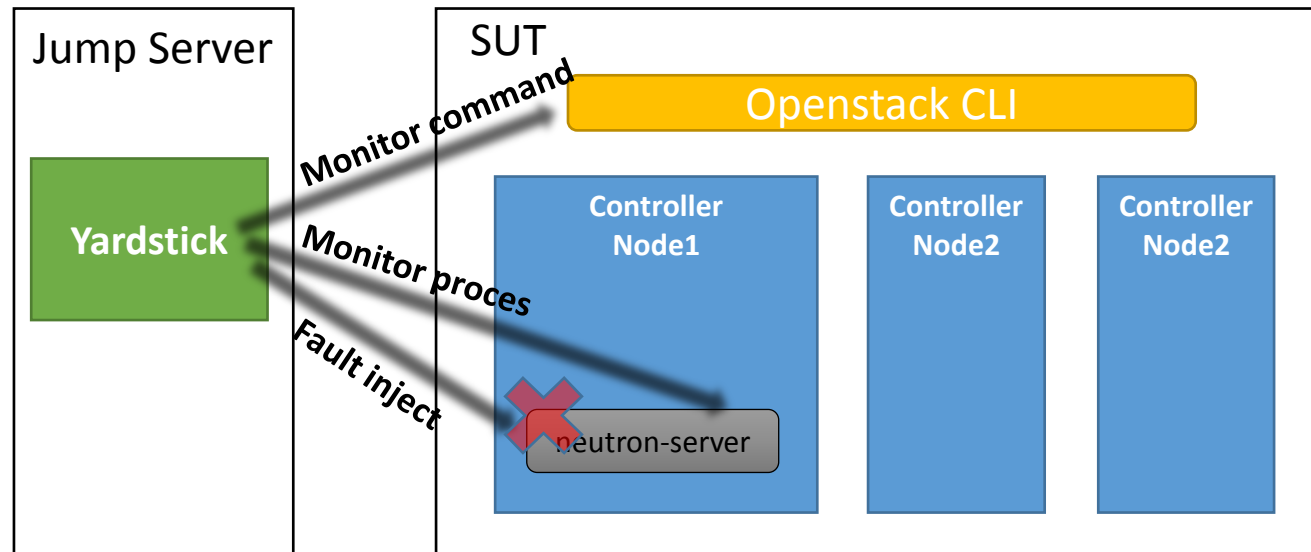 Jump Server
SUT
Openstack CLI
Monitor command
Yardstick
Monitor proces
Fault inject
Controller
Node1
neutron-server
Controller
Node2
Controller
Node2